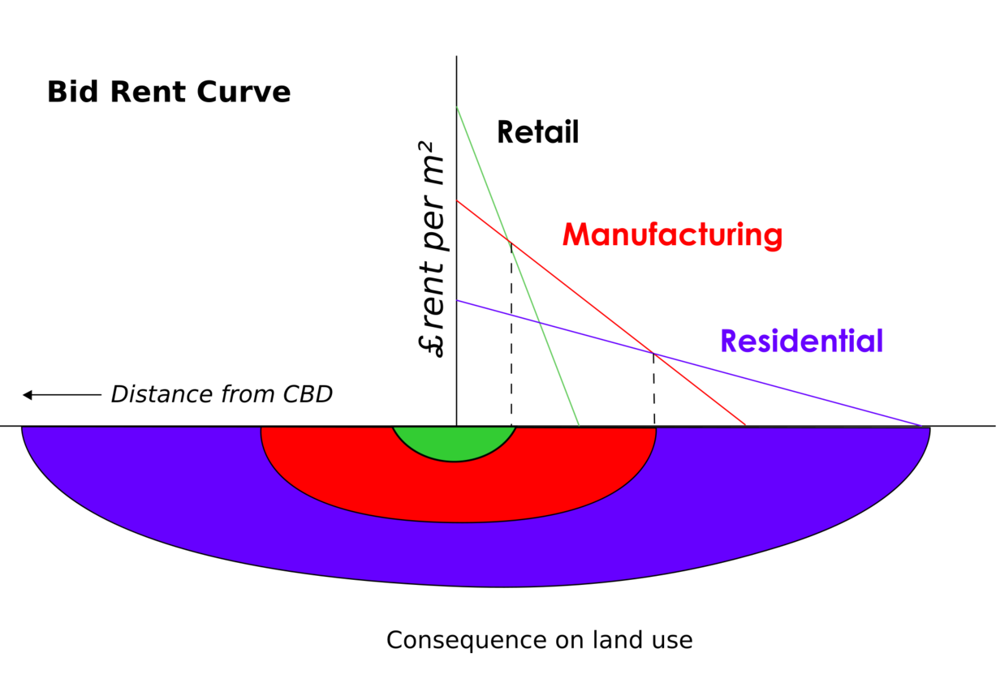 Bid Rent Curve
Retail
£rent per m²
Manufacturing
Residential
Distance from CBD
Consequence on land use